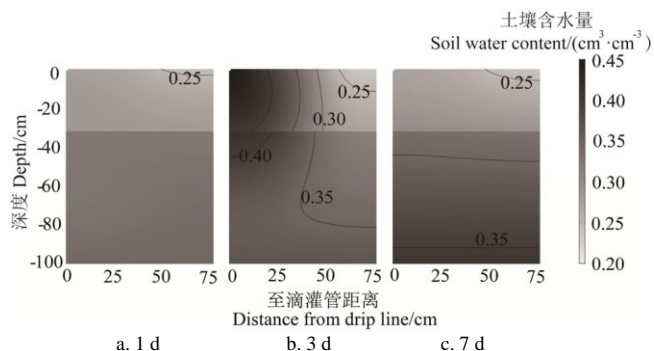 土壤含水量
Soil water content/(cm³·cm⁻³)
0.45
0.40
0.35
0.30
0.25
0.20
深度 Depth/cm
0
-20
-40
-60
-80
-100
0.25
0.25
0.30
0.40
0.35
0.25
0.35
0 25 50 75
0 25 50 75
0 25 50 75
至滴灌管距离
Distance from drip line/cm
a. 1 d b. 3 d c. 7 d